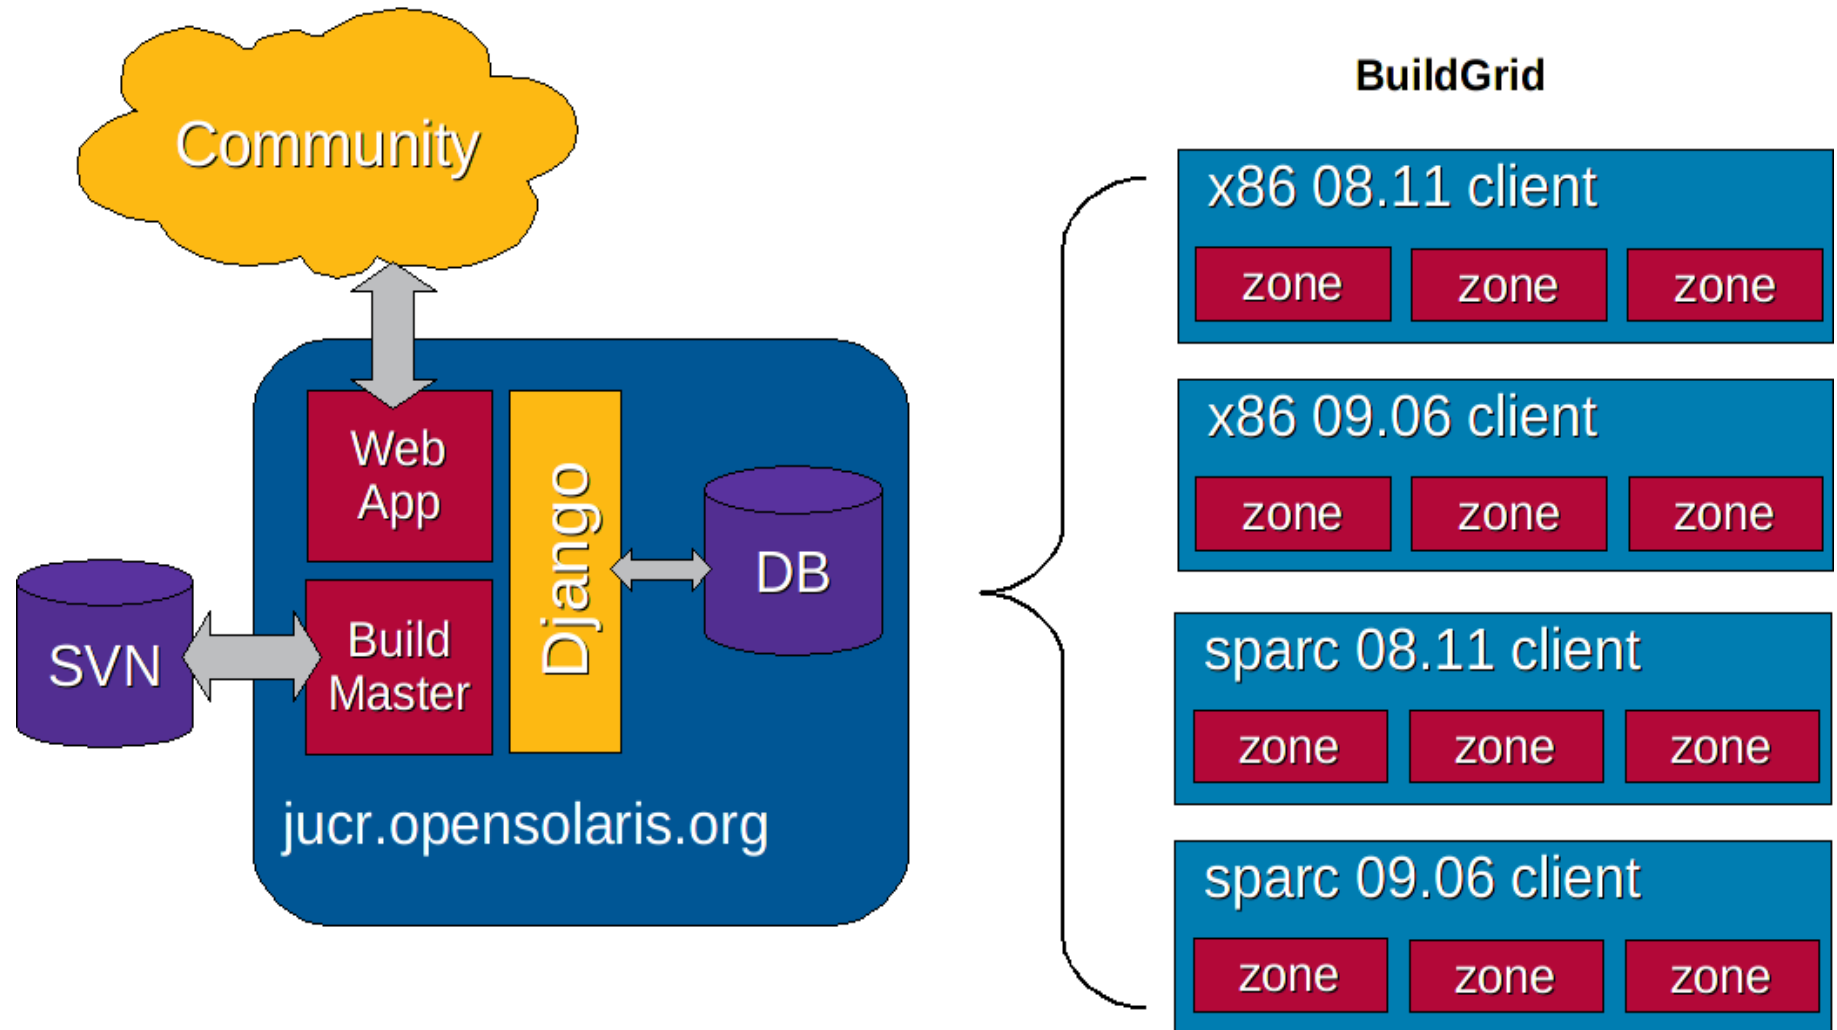 Community
Web
App
Django
DB
SVN
Build
Master
jucr.opensolaris.org
BuildGrid
x86 08.11 client
zone zone zone
x86 09.06 client
zone zone zone
sparc 08.11 client
zone zone zone
sparc 09.06 client
zone zone zone